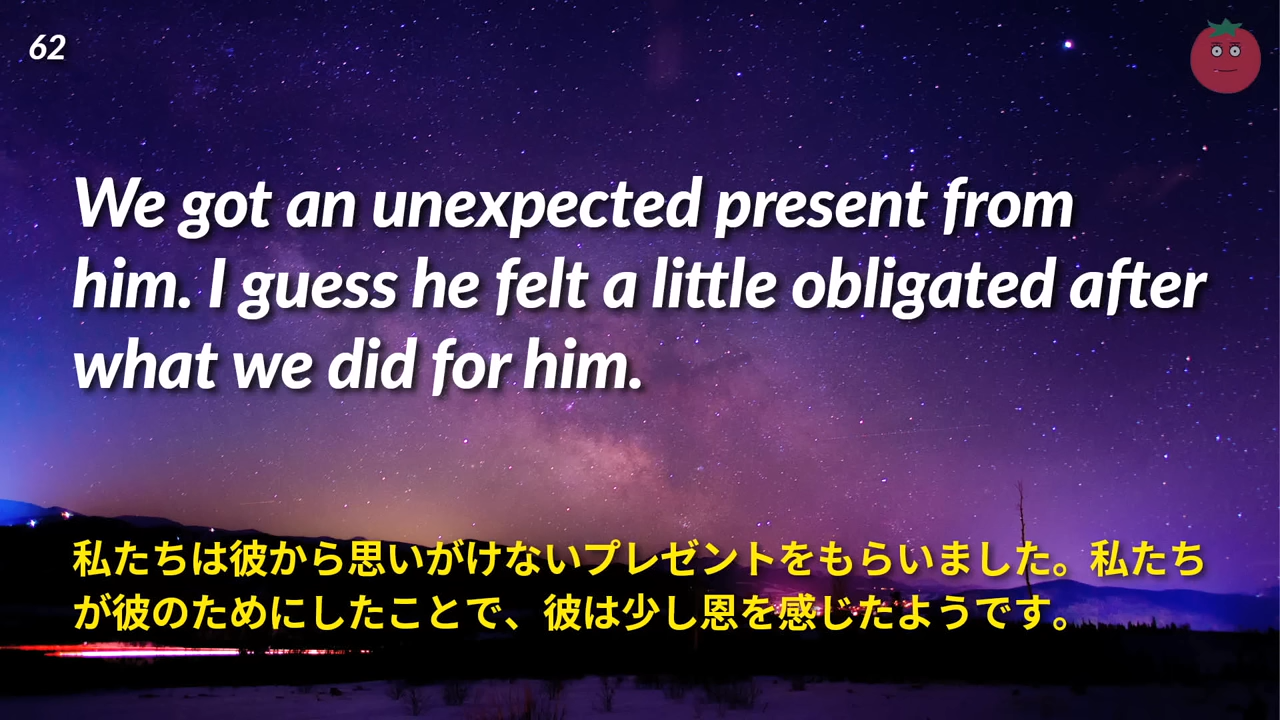 62
We got an unexpected present from
him. I guess he felt a little obligated after
what we did for him.
私たちは彼から思いがけないプレゼントをもらいました。私たち
が彼のためにしたことで、彼は少し恩を感じたようです。